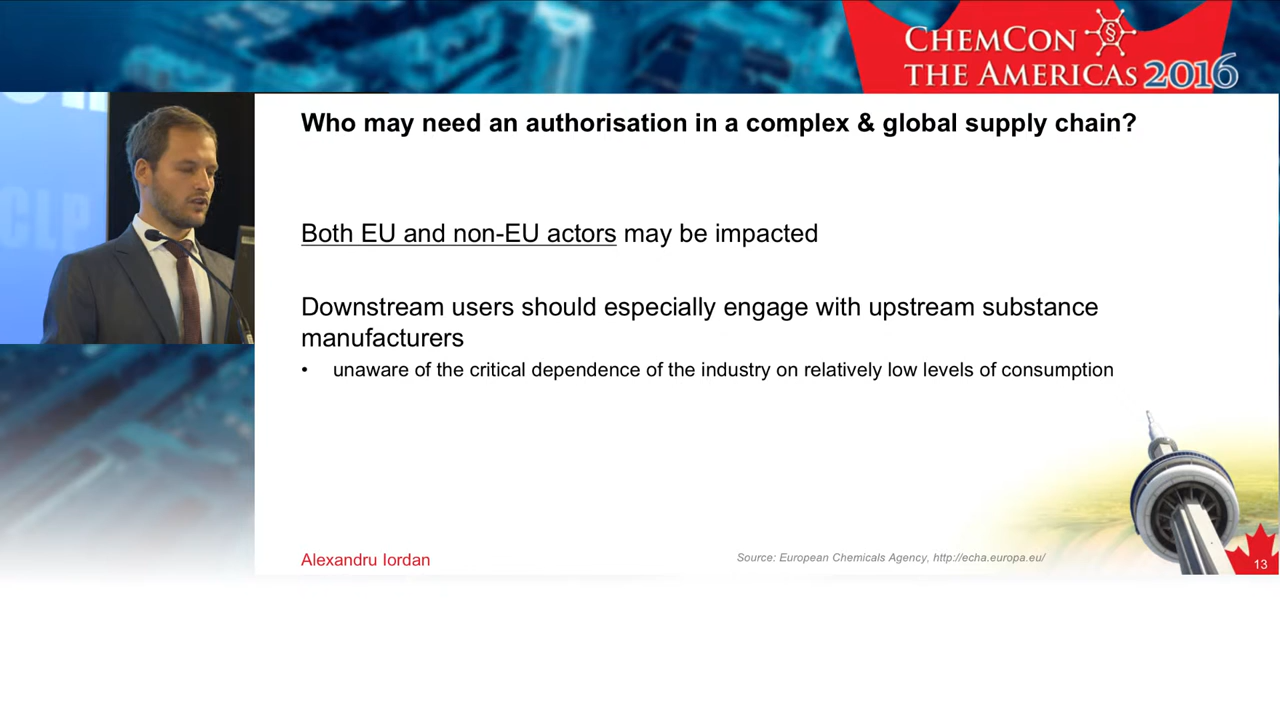 CHEMCON §
THE AMERICAS 2016
CLP
Who may need an authorisation in a complex & global supply chain?
Both EU and non-EU actors may be impacted
Downstream users should especially engage with upstream substance
manufacturers
• unaware of the critical dependence of the industry on relatively low levels of consumption
Alexandru Iordan
Source: European Chemicals Agency, http://echa.europa.eu/
13